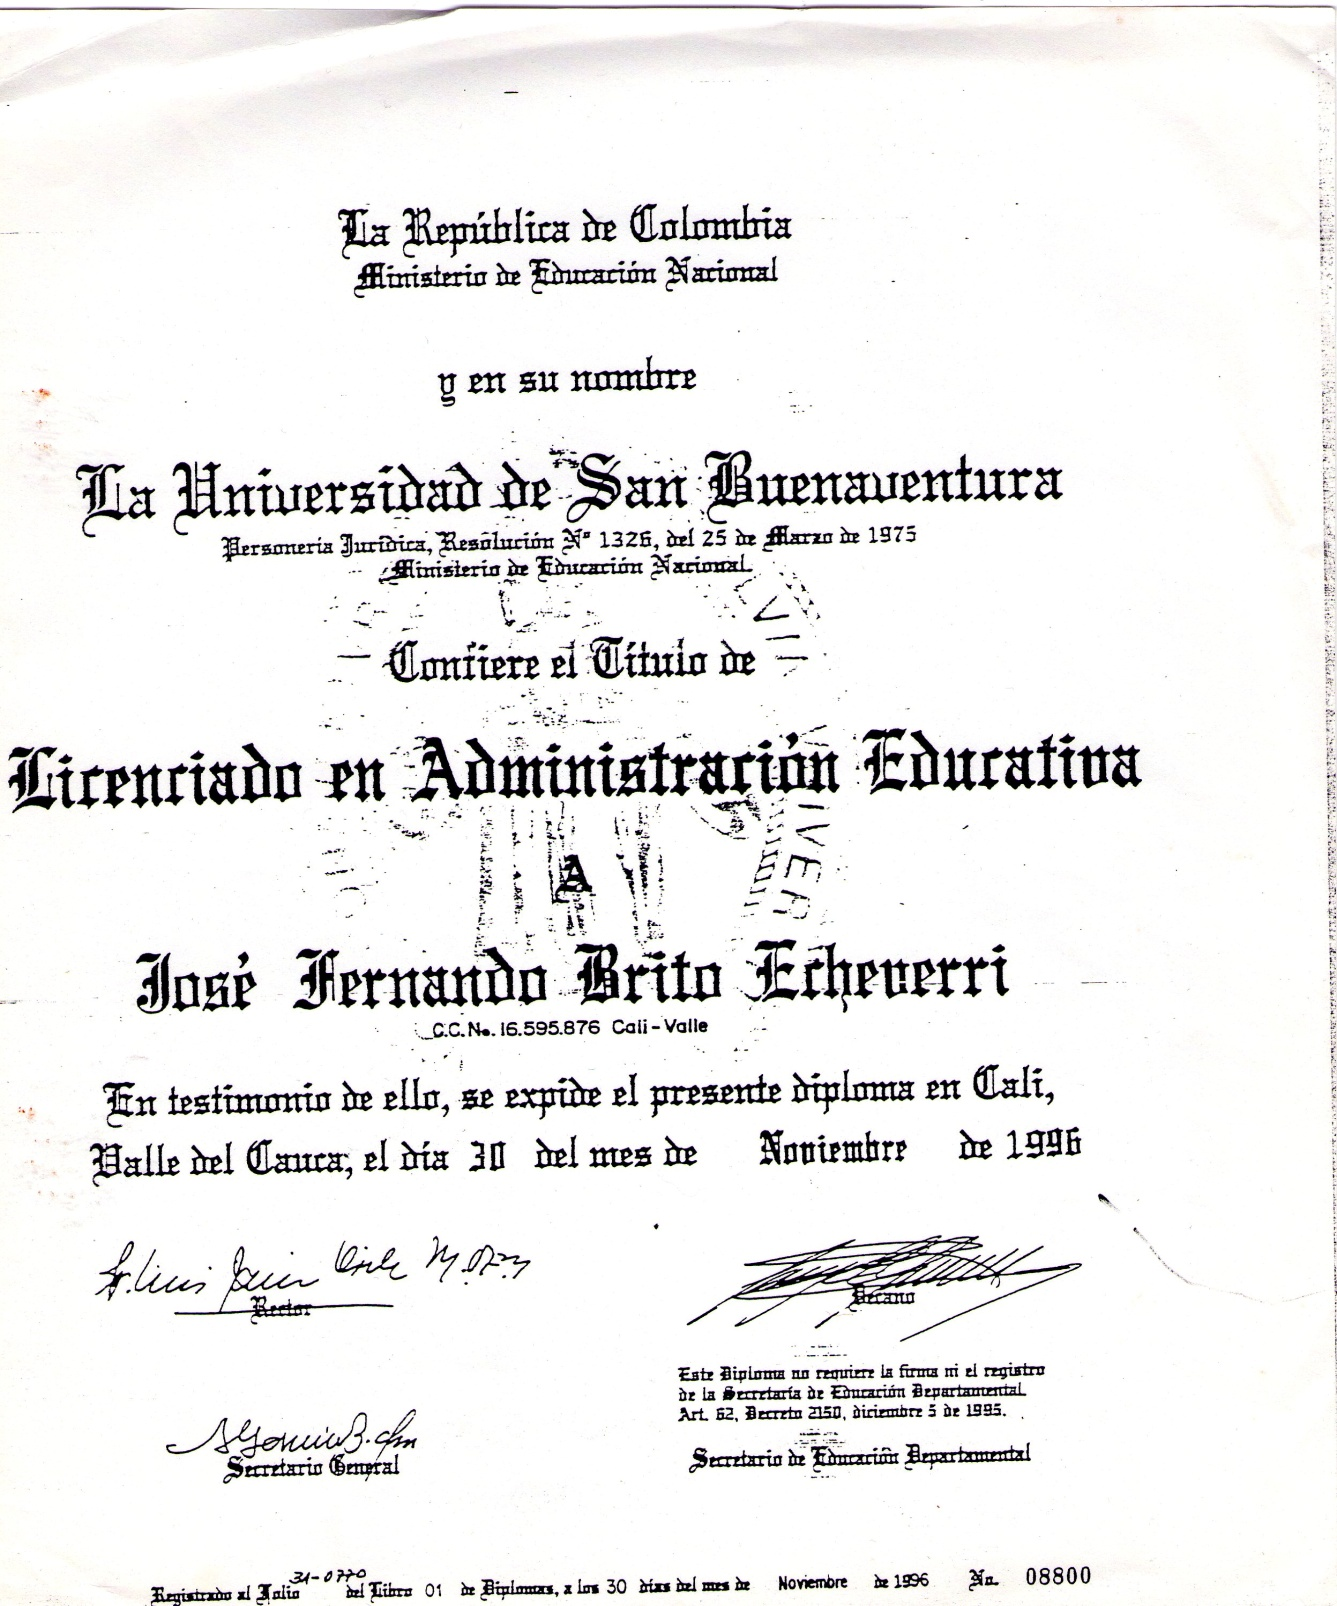 La República de Colombia
Ministerio de Educación Nacional
y en su nombre
La Universidad de San Buenaventura
Personería Jurídica, Resolución Nº 1326, del 25 de Marzo de 1975
Ministerio de Educación Nacional
Confiere el Título de
Licenciado en Administración Educativa
A
José Fernando Brito Echeverri
C.C.No. 16.595.876 Cali-Valle
En testimonio de ello, se expide el presente diploma en Cali,
Valle del Cauca, el día 30 del mes de Noviembre de 1996
Rector
Decano
Este Diploma no requiere la firma ni el registro
de la Secretaría de Educación Departamental
Art. 62, Decreto 2150, diciembre 5 de 1995.
Secretario General
Secretario de Educación Departamental
Registrado al Folio 31-0770 del Libro 01 de Diplomas, a los 30 días del mes de Noviembre de 1996 No. 08800